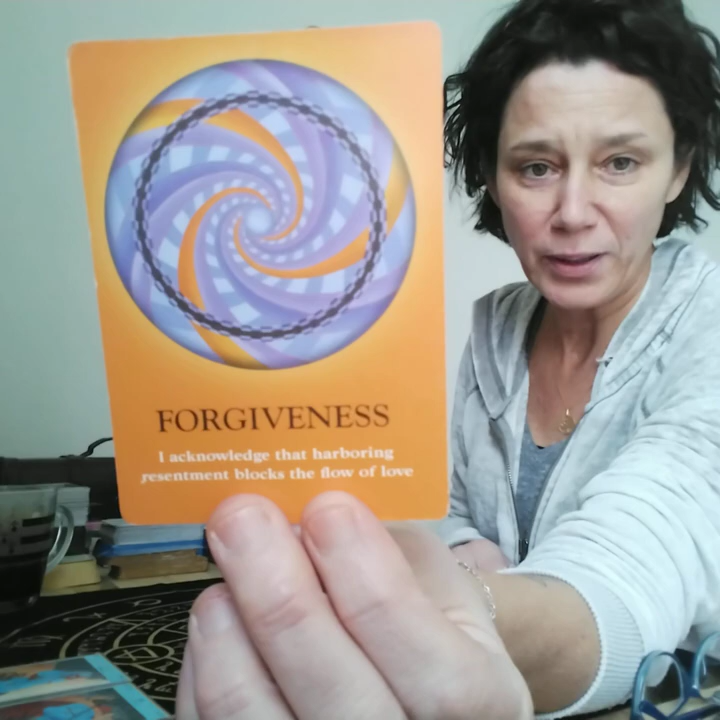 FORGIVENESS
I acknowledge that harboring
resentment blocks the flow of love